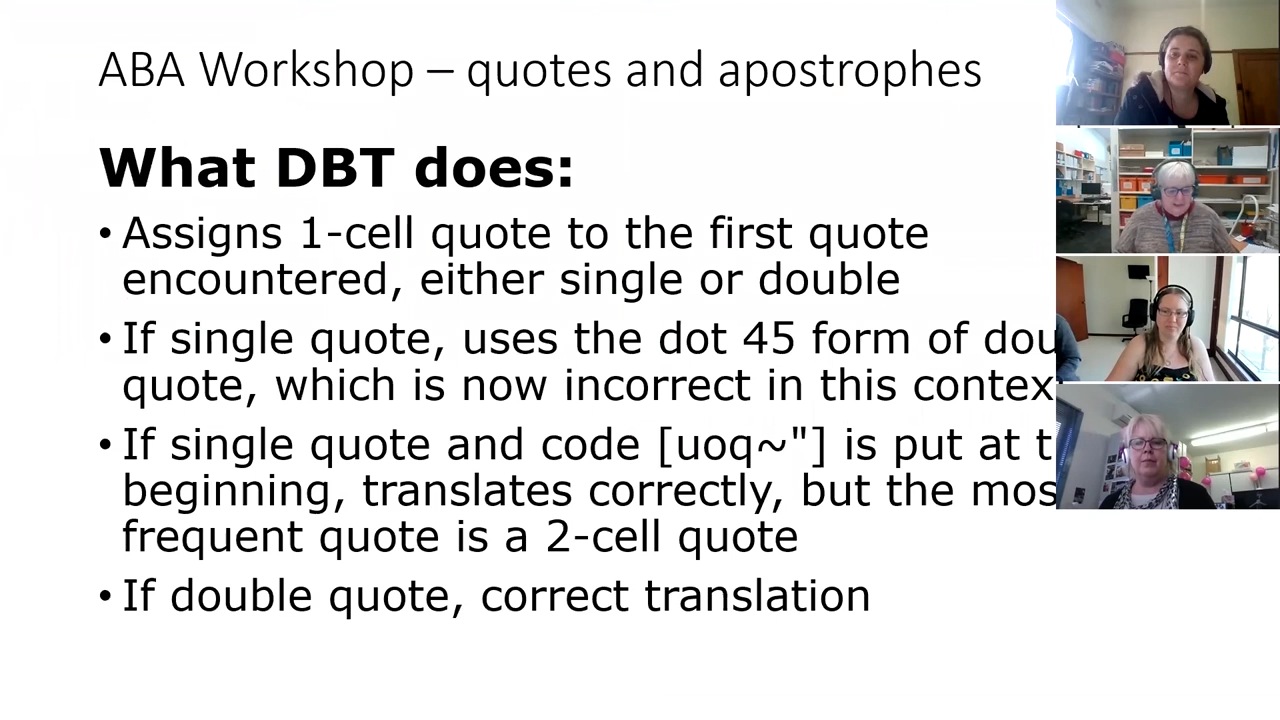 ABA Workshop – quotes and apostrophes
What DBT does:
• Assigns 1-cell quote to the first quote
encountered, either single or double
• If single quote, uses the dot 45 form of
quote, which is now incorrect in this
• If single quote and code [uoq~"] is put at
beginning, translates correctly, but the
frequent quote is a 2-cell quote
• If double quote, correct translation